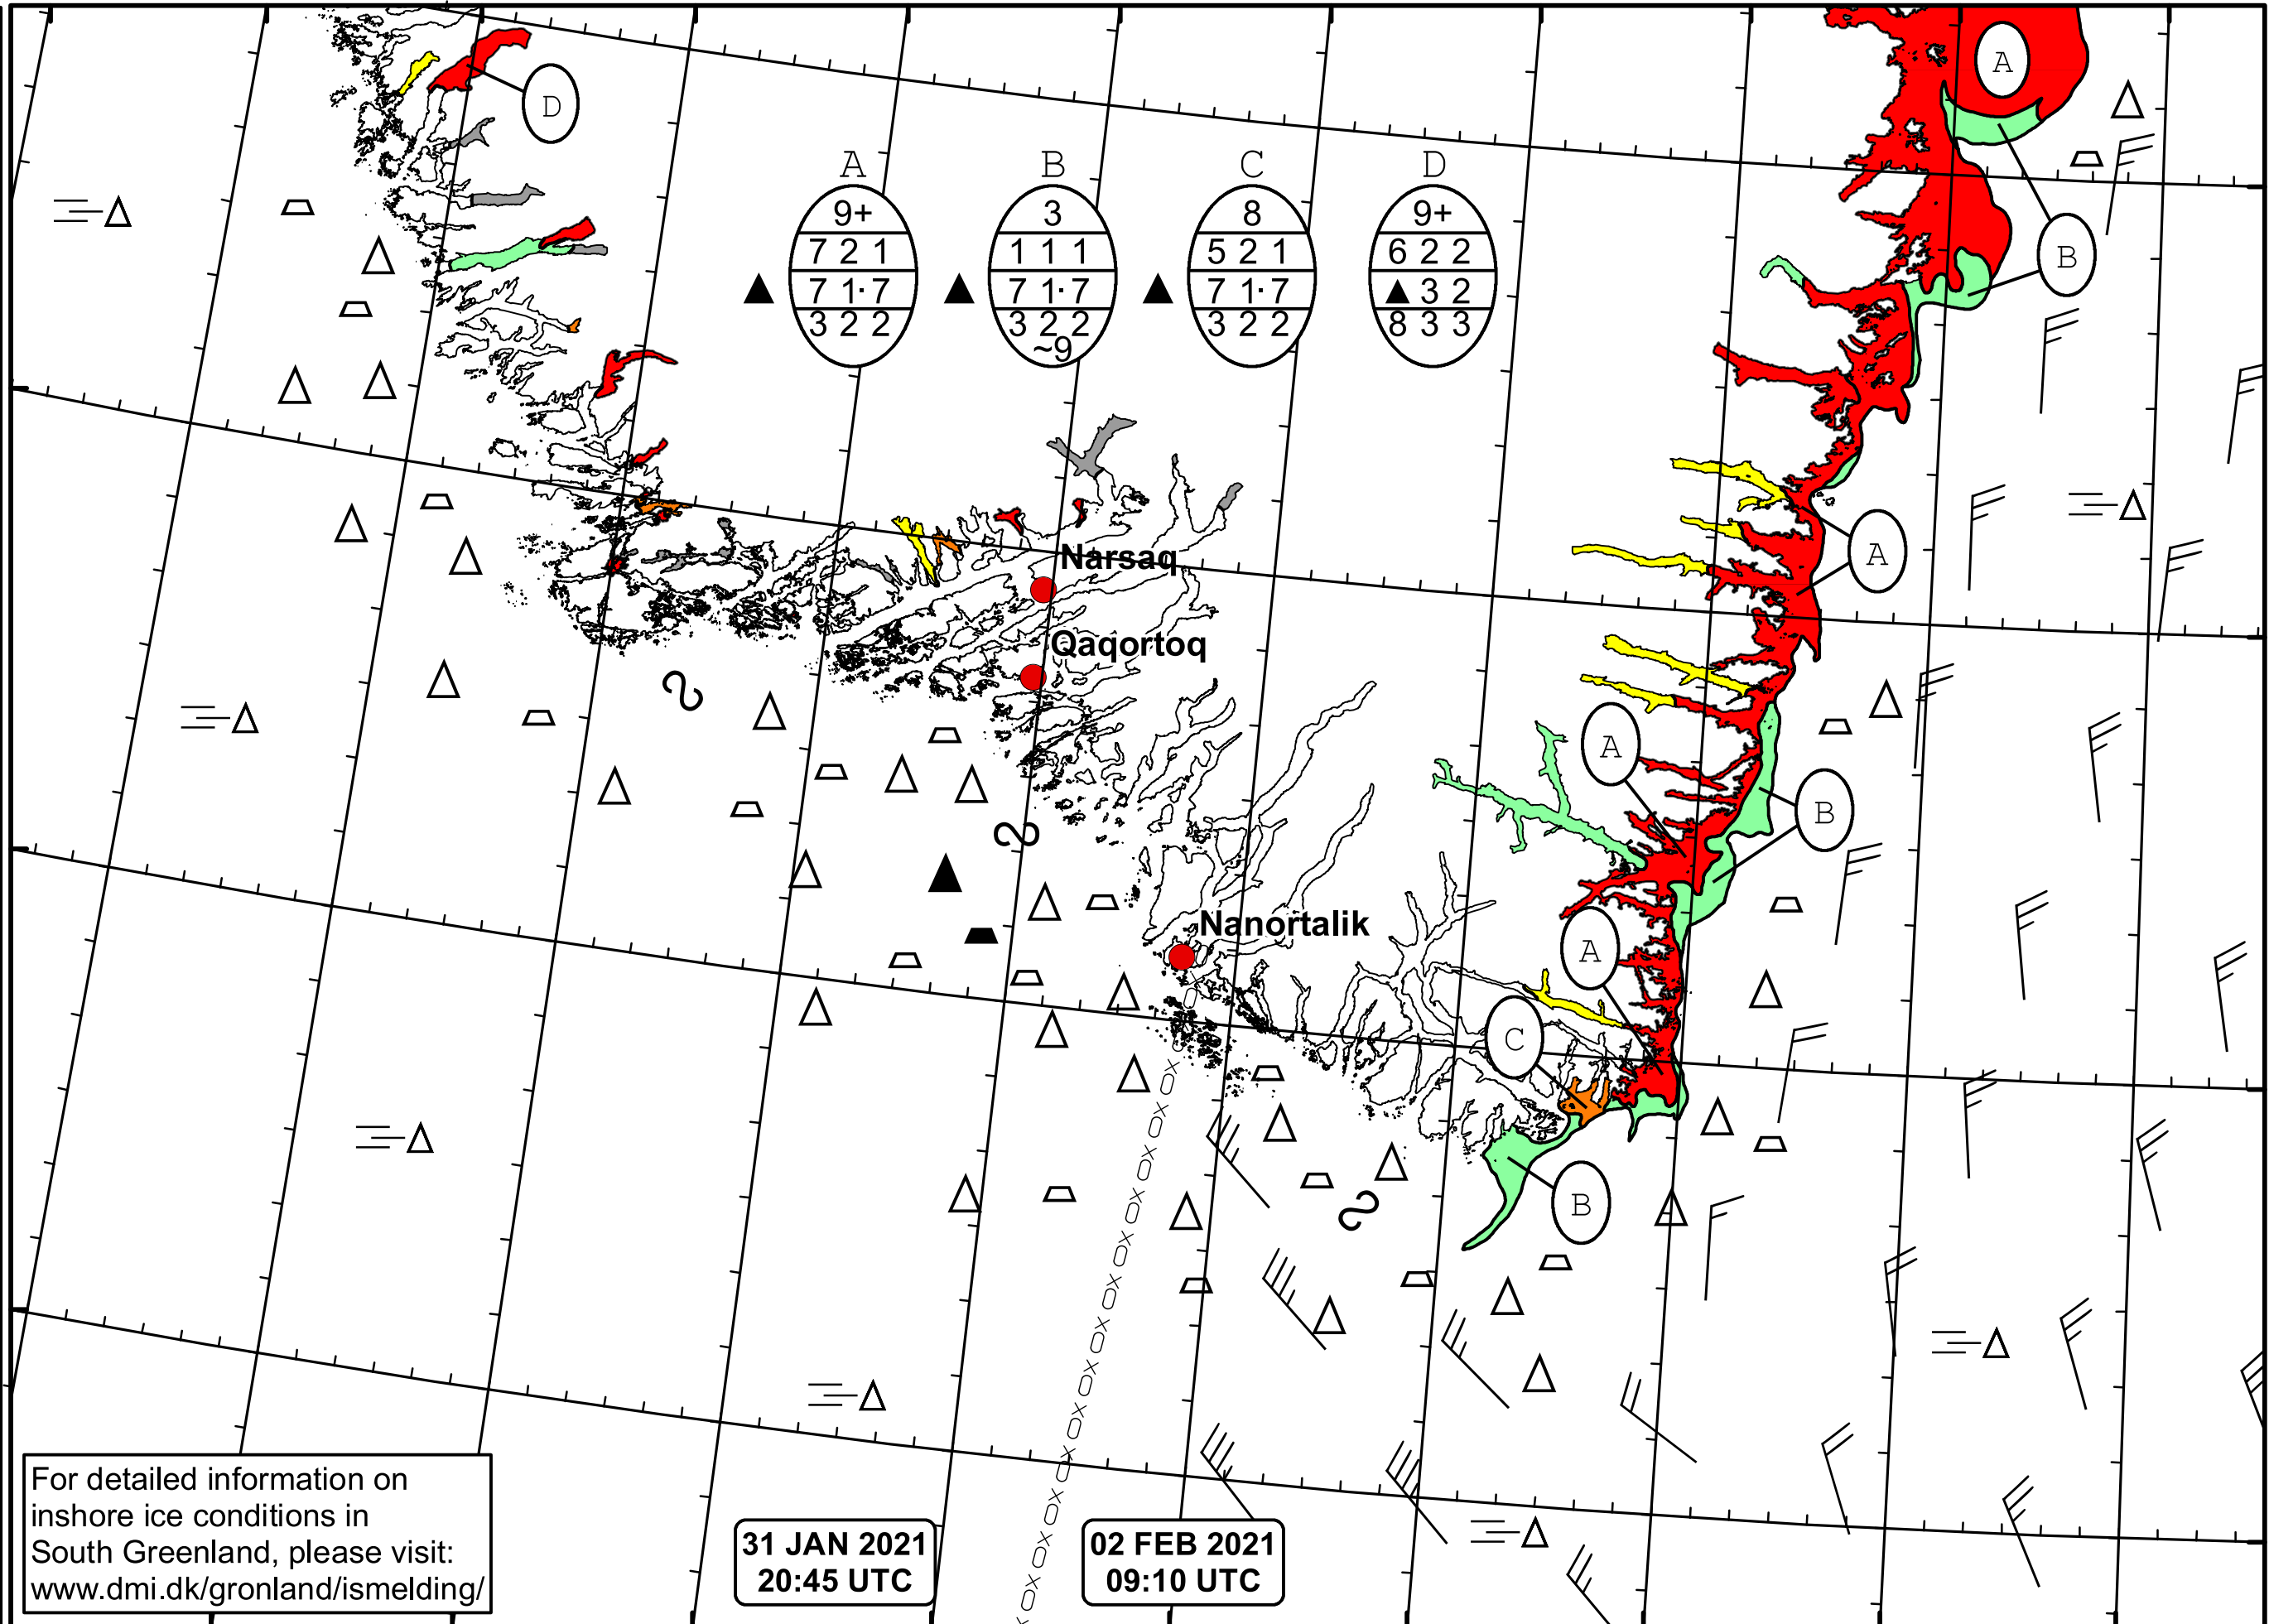 D
A
A B C D
9+ 3 8 9+
7 2 1 1 1 1 5 2 1 6 2 2
▲ 7 1· 7 ▲ 7 1· 7 ▲ 7 1· 7 ▲ 3 2
3 2 2 3 2 2 3 2 2 8 3 3
~9
B
A
Narsaq
Qaqortoq
A
B
Nanortalik
A
C
B
For detailed information on
inshore ice conditions in
South Greenland, please visit:
www.dmi.dk/gronland/ismelding/
31 JAN 2021
20:45 UTC
02 FEB 2021
09:10 UTC